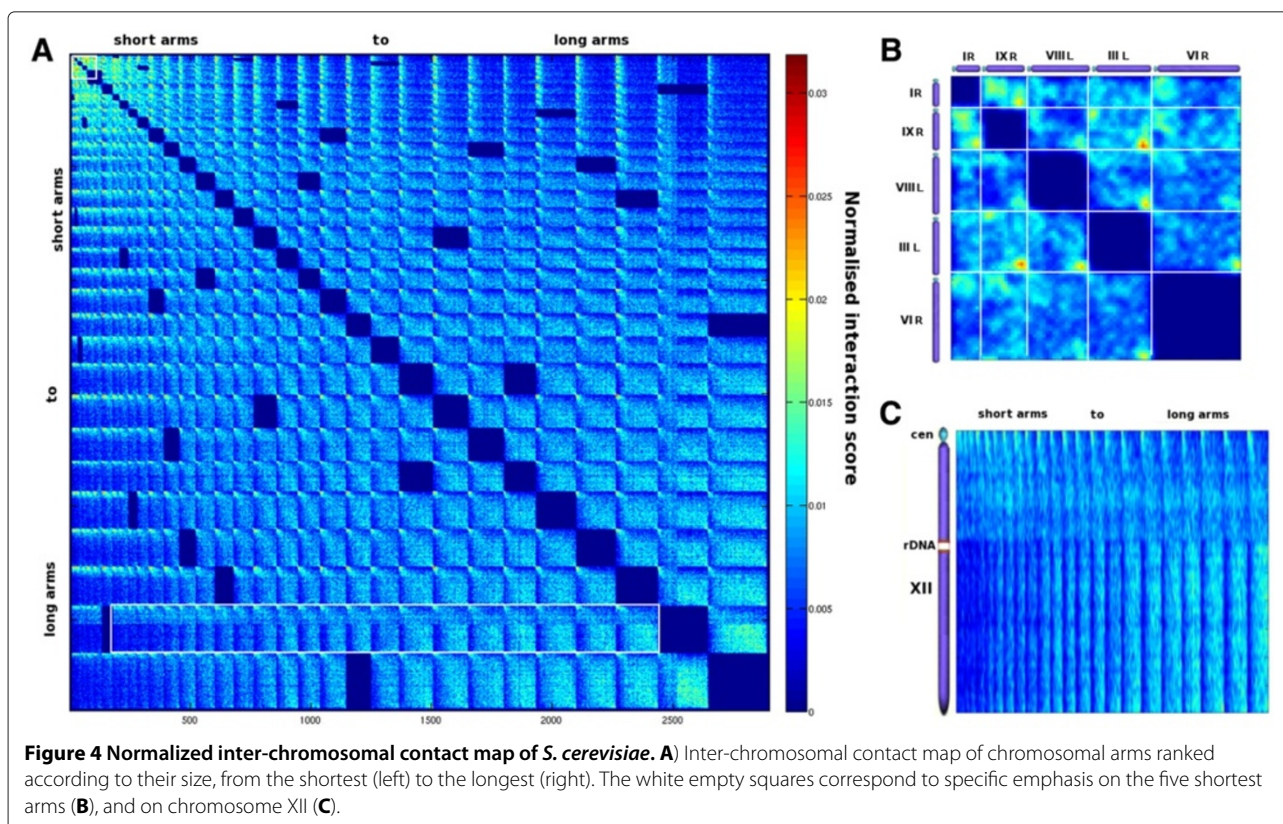 A
short arms to long arms
short arms
to
long arms
500 1000 1500 2000 2500
0.03
0.025
0.02
0.015
0.01
0.005
0
Normalised interaction score
B
IR IX R VIII L III L VI R
IR
IX R
VIII L
III L
VI R
C
short arms to long arms
cen
rDNA
XII
Figure 4 Normalized inter-chromosomal contact map of S. cerevisiae. A) Inter-chromosomal contact map of chromosomal arms ranked
according to their size, from the shortest (left) to the longest (right). The white empty squares correspond to specific emphasis on the five shortest
arms (B), and on chromosome XII (C).